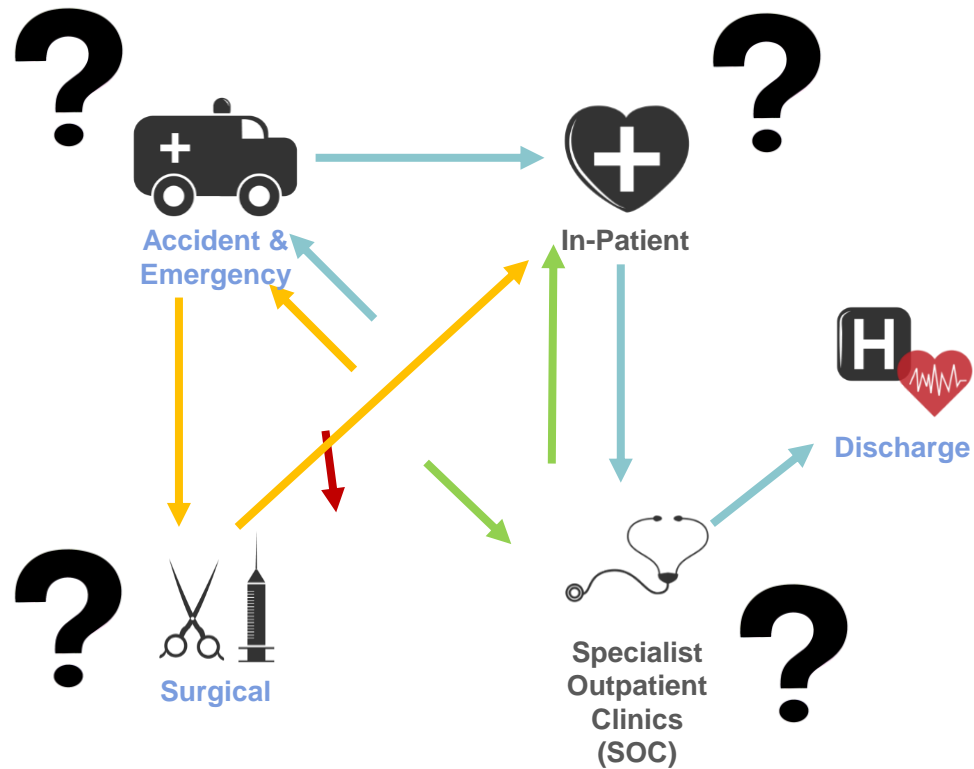 ?
?
Accident &
Emergency
In-Patient
H
Discharge
?
?
Surgical
Specialist
Outpatient
Clinics
(SOC)